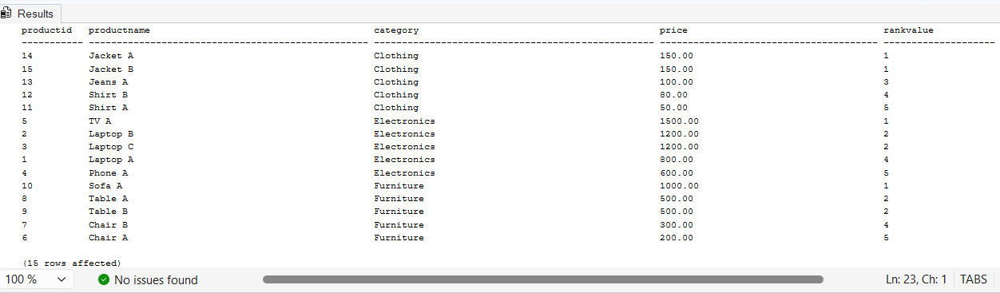 Results
productid productname category price rankvalue
----------- -------------------------------------------------- -------------------------------------------------- --------------------------------------- --------------------
14 Jacket A Clothing 150.00 1
15 Jacket B Clothing 150.00 1
13 Jeans A Clothing 100.00 3
12 Shirt B Clothing 80.00 4
11 Shirt A Clothing 50.00 5
5 TV A Electronics 1500.00 1
2 Laptop B Electronics 1200.00 2
3 Laptop C Electronics 1200.00 2
1 Laptop A Electronics 800.00 4
4 Phone A Electronics 600.00 5
10 Sofa A Furniture 1000.00 1
8 Table A Furniture 500.00 2
9 Table B Furniture 500.00 2
7 Chair B Furniture 300.00 4
6 Chair A Furniture 200.00 5
(15 rows affected)
100 % No issues found Ln: 23, Ch: 1 TABS